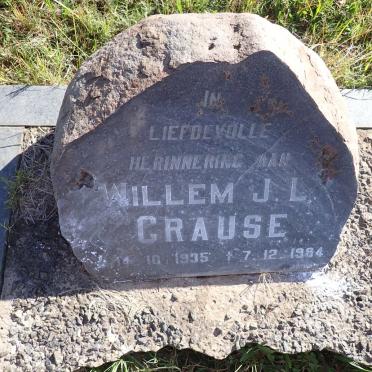 IN
LIEFDEVOLLE
HERINNERING AAN
WILLEM J. L.
CRAUSE
* 14. 10. 1935 † 7. 12. 1984